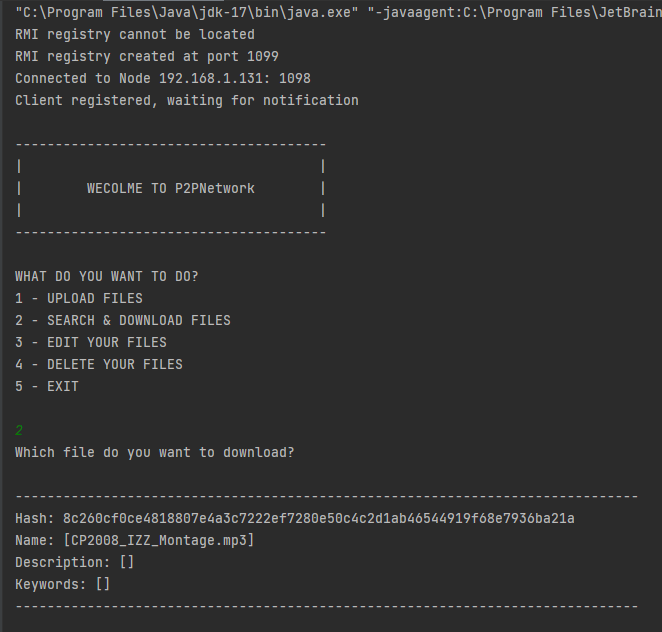 "C:\Program Files\Java\jdk-17\bin\java.exe" "-javaagent:C:\Program Files\JetBrain
RMI registry cannot be located
RMI registry created at port 1099
Connected to Node 192.168.1.131: 1098
Client registered, waiting for notification
---------------------------------------
|                                     |
|        WECOLME TO P2PNetwork        |
|                                     |
---------------------------------------
WHAT DO YOU WANT TO DO?
1 - UPLOAD FILES
2 - SEARCH & DOWNLOAD FILES
3 - EDIT YOUR FILES
4 - DELETE YOUR FILES
5 - EXIT
2
Which file do you want to download?
------------------------------------------------------------------------------
Hash: 8c260cf0ce4818807e4a3c7222ef7280e50c4c2d1ab46544919f68e7936ba21a
Name: [CP2008_IZZ_Montage.mp3]
Description: []
Keywords: []
------------------------------------------------------------------------------